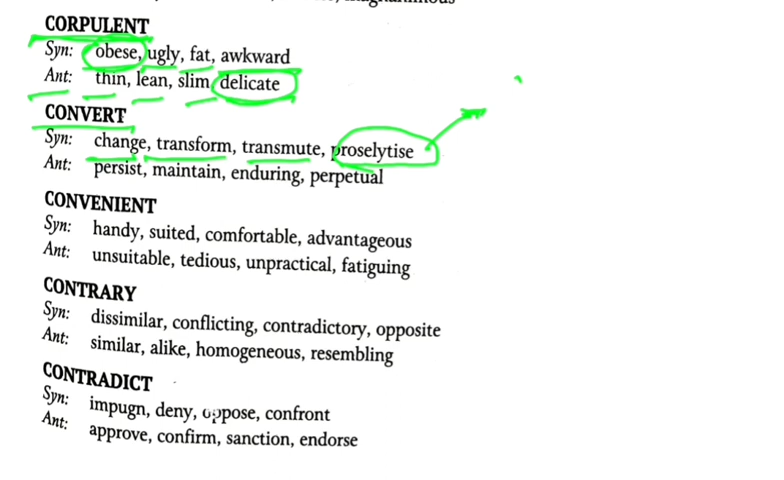 CORPULENT
Syn: obese, ugly, fat, awkward
Ant: thin, lean, slim delicate
CONVERT
Syn: change, transform, transmute, proselytise
Ant: persist, maintain, enduring, perpetual
CONVENIENT
Syn: handy, suited, comfortable, advantageous
Ant: unsuitable, tedious, unpractical, fatiguing
CONTRARY
Syn: dissimilar, conflicting, contradictory, opposite
Ant: similar, alike, homogeneous, resembling
CONTRADICT
Syn: impugn, deny, oppose, confront
Ant: approve, confirm, sanction, endorse